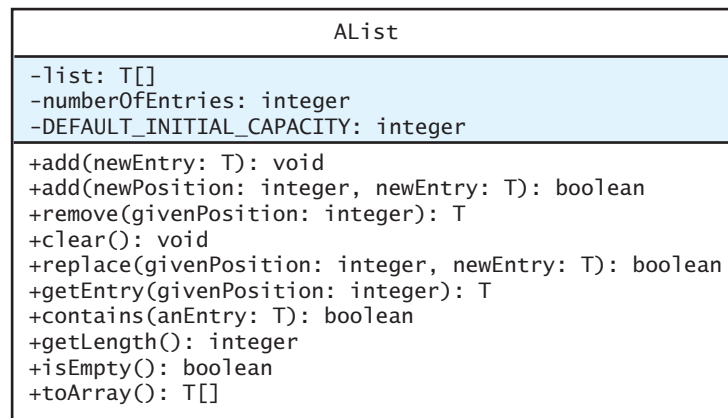 AList
-list: T[]
-numberOfEntries: integer
-DEFAULT_INITIAL_CAPACITY: integer
+add(newEntry: T): void
+add(newPosition: integer, newEntry: T): boolean
+remove(givenPosition: integer): T
+clear(): void
+replace(givenPosition: integer, newEntry: T): boolean
+getEntry(givenPosition: integer): T
+contains(anEntry: T): boolean
+getLength(): integer
+isEmpty(): boolean
+toArray(): T[]